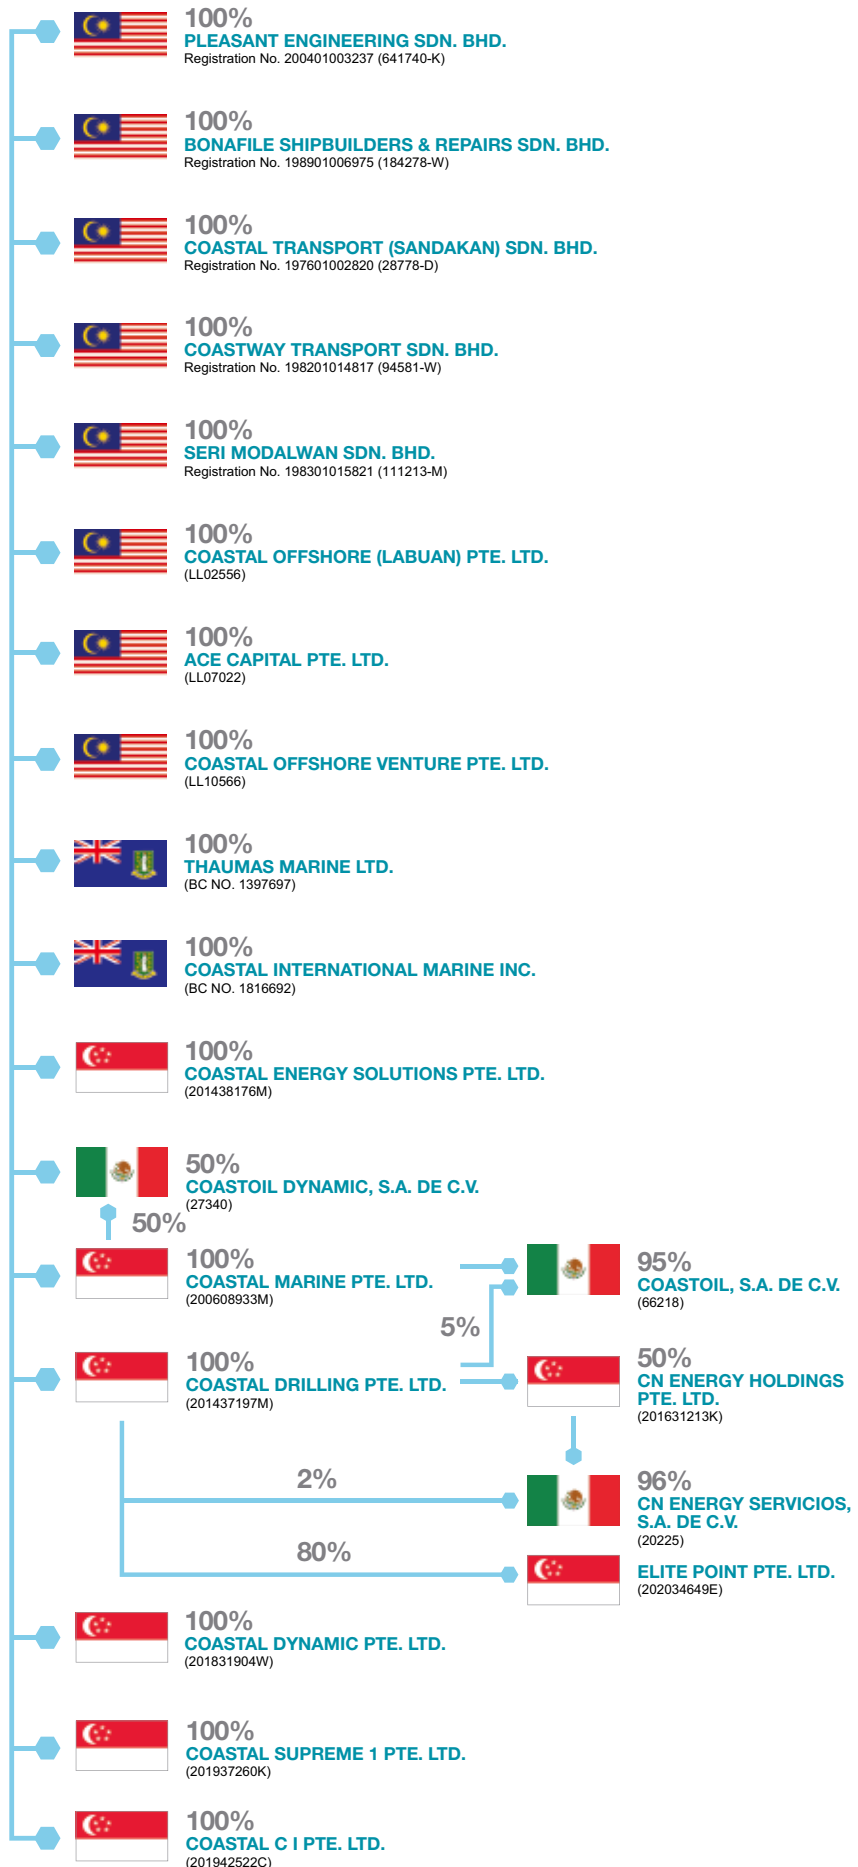 100%
PLEASANT ENGINEERING SDN. BHD.
Registration No. 200401003237 (641740-K)
100%
BONAFILE SHIPBUILDERS & REPAIRS SDN. BHD.
Registration No. 198901006975 (184278-W)
100%
COASTAL TRANSPORT (SANDAKAN) SDN. BHD.
Registration No. 197601002820 (28778-D)
100%
COASTWAY TRANSPORT SDN. BHD.
Registration No. 198201014817 (94581-W)
100%
SERI MODALWAN SDN. BHD.
Registration No. 198301015821 (111213-M)
100%
COASTAL OFFSHORE (LABUAN) PTE. LTD.
(LL02556)
100%
ACE CAPITAL PTE. LTD.
(LL07022)
100%
COASTAL OFFSHORE VENTURE PTE. LTD.
(LL10566)
100%
THAUMAS MARINE LTD.
(BC NO. 1397697)
100%
COASTAL INTERNATIONAL MARINE INC.
(BC NO. 1816692)
100%
COASTAL ENERGY SOLUTIONS PTE. LTD.
(201438176M)
50%
COASTOIL DYNAMIC, S.A. DE C.V.
(27340)
50%
100%
COASTAL MARINE PTE. LTD.
(200608933M)
95%
COASTOIL, S.A. DE C.V.
(66218)
5%
100%
COASTAL DRILLING PTE. LTD.
(201437197M)
50%
CN ENERGY HOLDINGS
PTE. LTD.
(201631213K)
2%
96%
CN ENERGY SERVICIOS,
S.A. DE C.V.
(20225)
80%
ELITE POINT PTE. LTD.
(202034649E)
100%
COASTAL DYNAMIC PTE. LTD.
(201831904W)
100%
COASTAL SUPREME 1 PTE. LTD.
(201937260K)
100%
COASTAL C I PTE. LTD.
(201942522C)